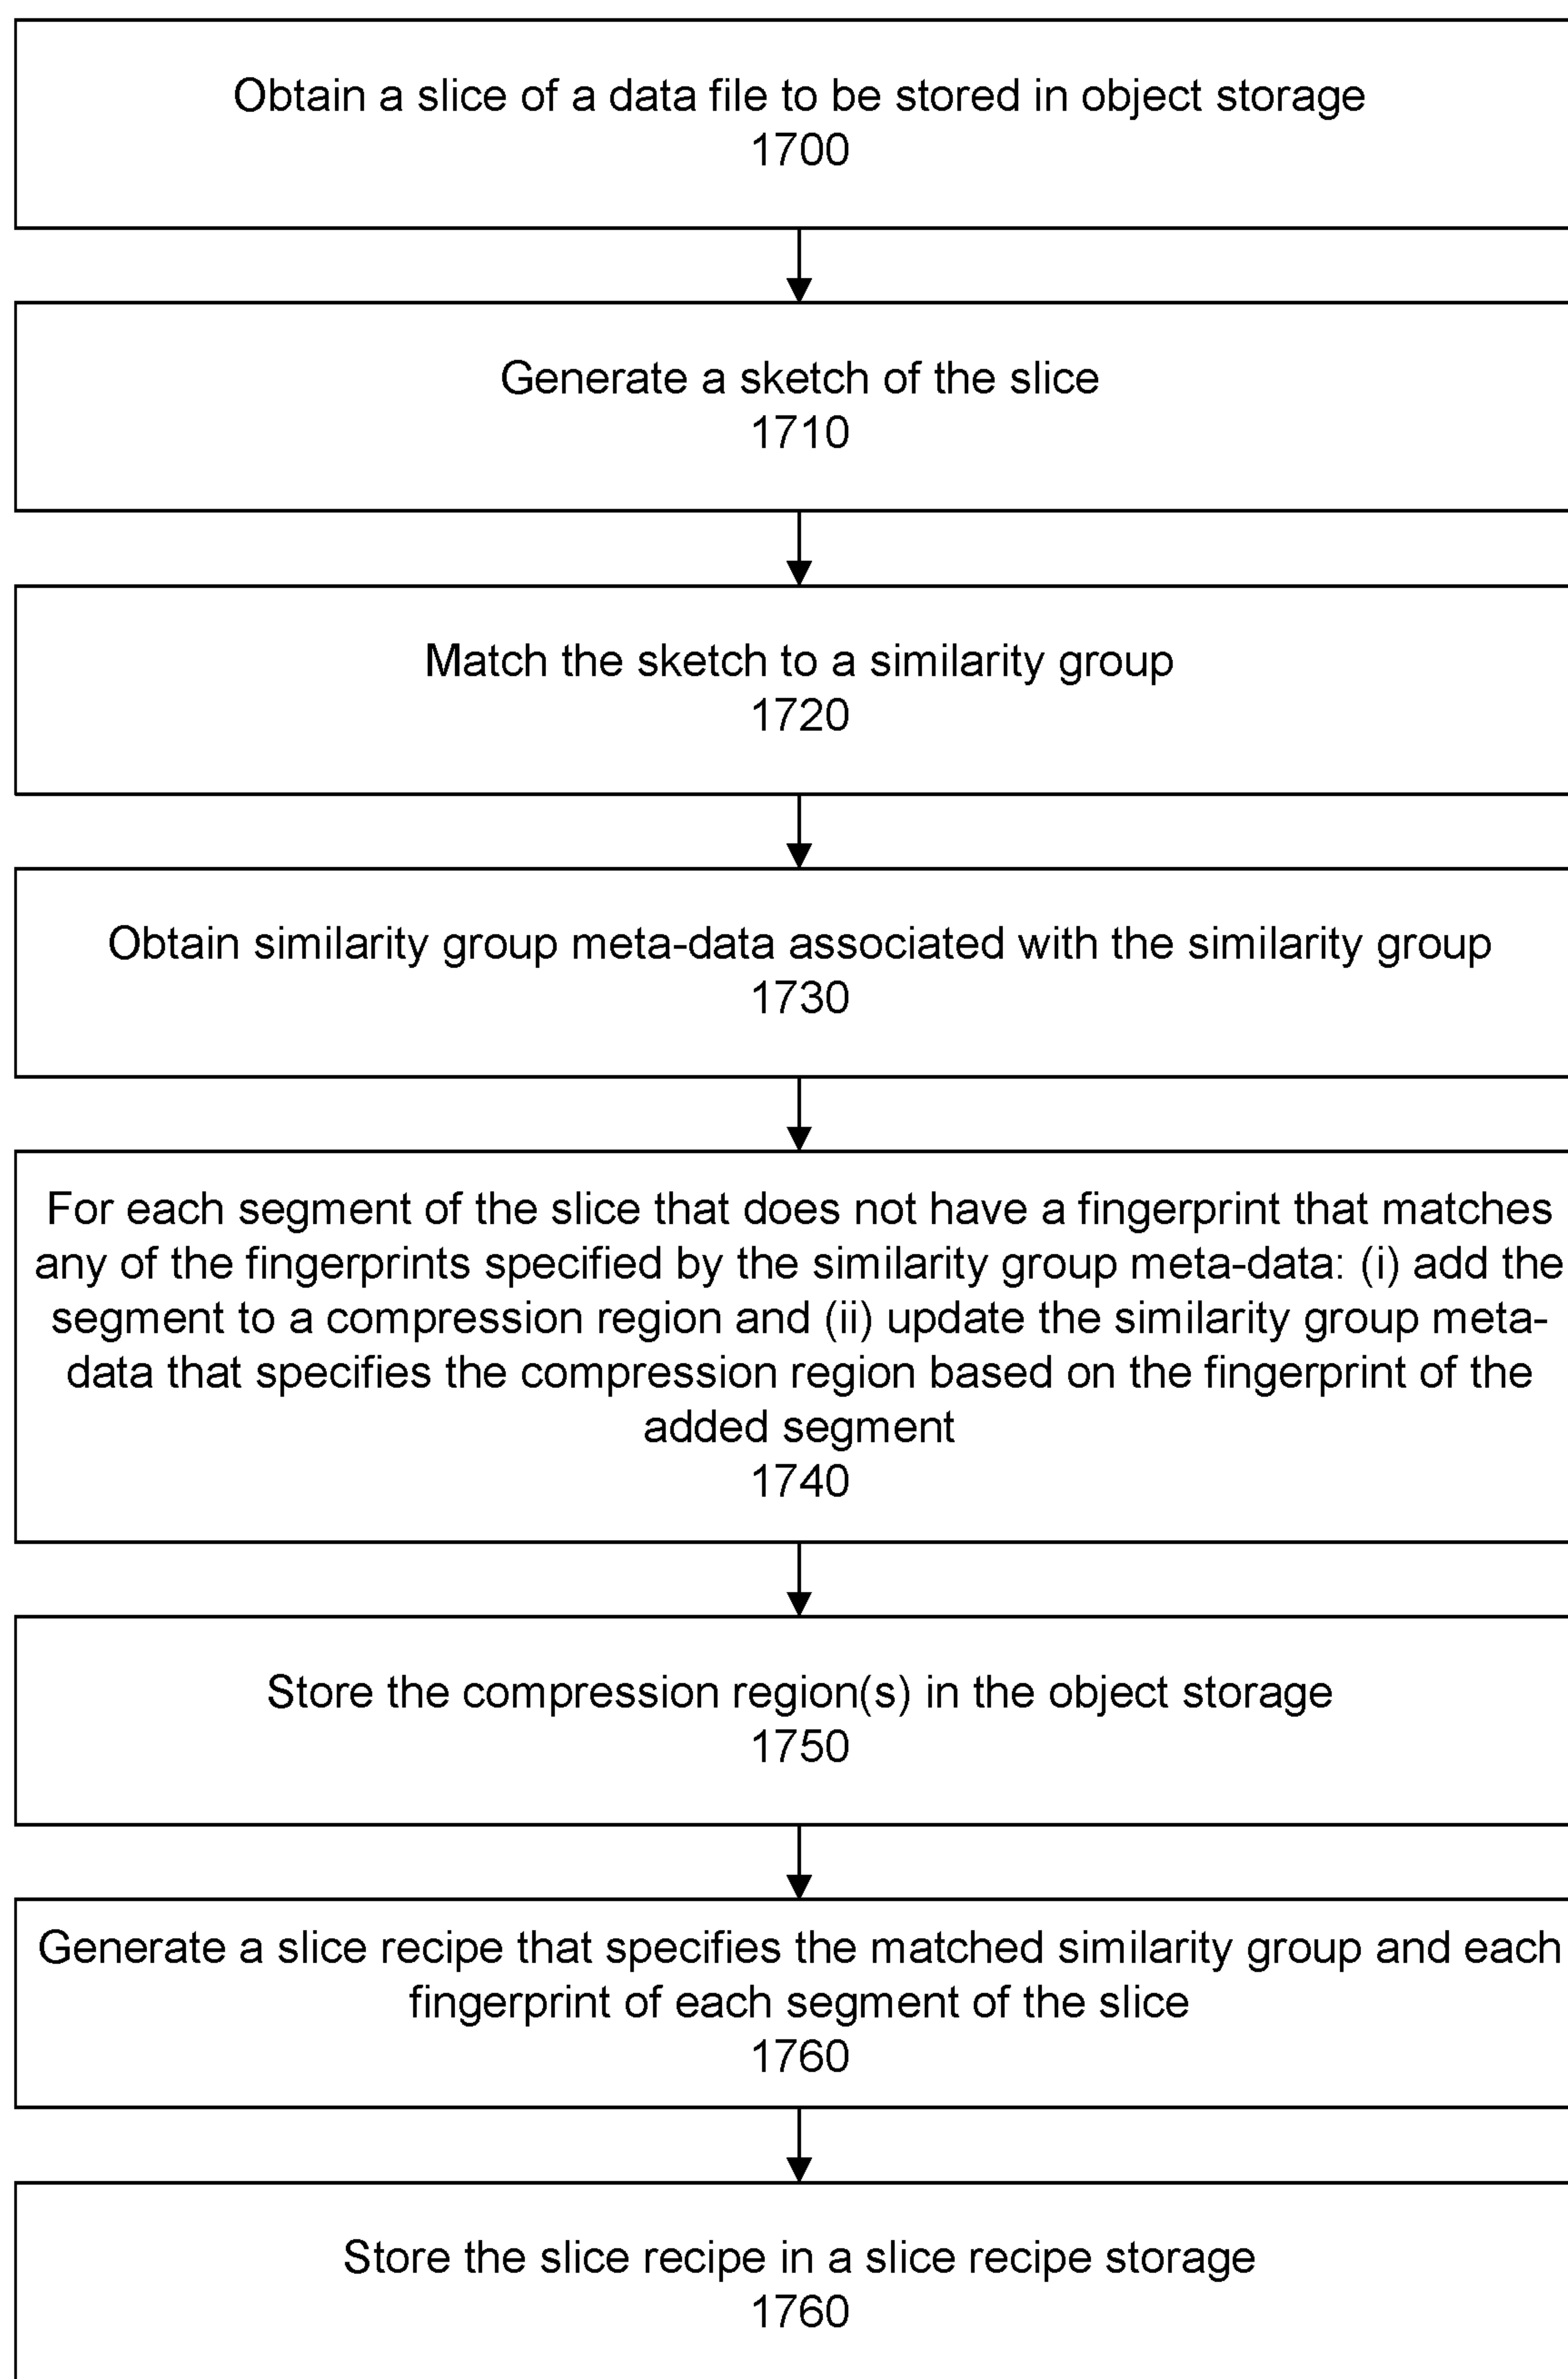 Obtain a slice of a data file to be stored in object storage
1700
Generate a sketch of the slice
1710
Match the sketch to a similarity group
1720
Obtain similarity group meta-data associated with the similarity group
1730
For each segment of the slice that does not have a fingerprint that matches
any of the fingerprints specified by the similarity group meta-data: (i) add the
segment to a compression region and (ii) update the similarity group meta-
data that specifies the compression region based on the fingerprint of the
added segment
1740
Store the compression region(s) in the object storage
1750
Generate a slice recipe that specifies the matched similarity group and each
fingerprint of each segment of the slice
1760
Store the slice recipe in a slice recipe storage
1760